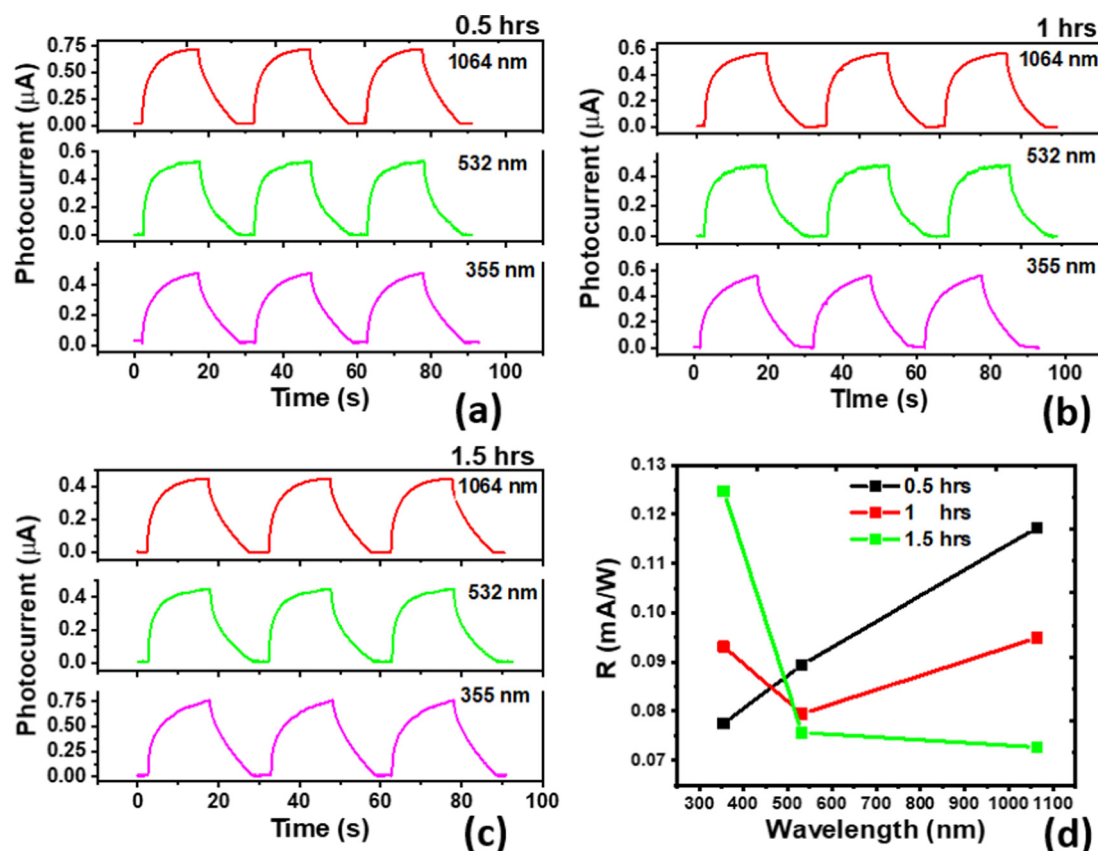 0.5 hrs
0.75
0.50
0.25
0.00
1064 nm
0.6
0.4
0.2
0.0
532 nm
0.4
0.2
0.0
355 nm
Photocurrent (μA)
0 20 40 60 80 100
Time (s)
(a)
1 hrs
0.6
0.4
0.2
0.0
1064 nm
0.4
0.2
0.0
532 nm
0.6
0.4
0.2
0.0
355 nm
Photocurrent (μA)
0 20 40 60 80 100
TIme (s)
(b)
1.5 hrs
0.4
0.2
0.0
1064 nm
0.4
0.2
0.0
532 nm
0.75
0.50
0.25
0.00
355 nm
Photocurrent (μA)
0 20 40 60 80 100
Time (s)
(c)
0.13
0.12
0.11
0.10
0.09
0.08
0.07
R (mA/W)
0.5 hrs
1 hrs
1.5 hrs
300 400 500 600 700 800 900 1000 1100
Wavelength (nm)
(d)